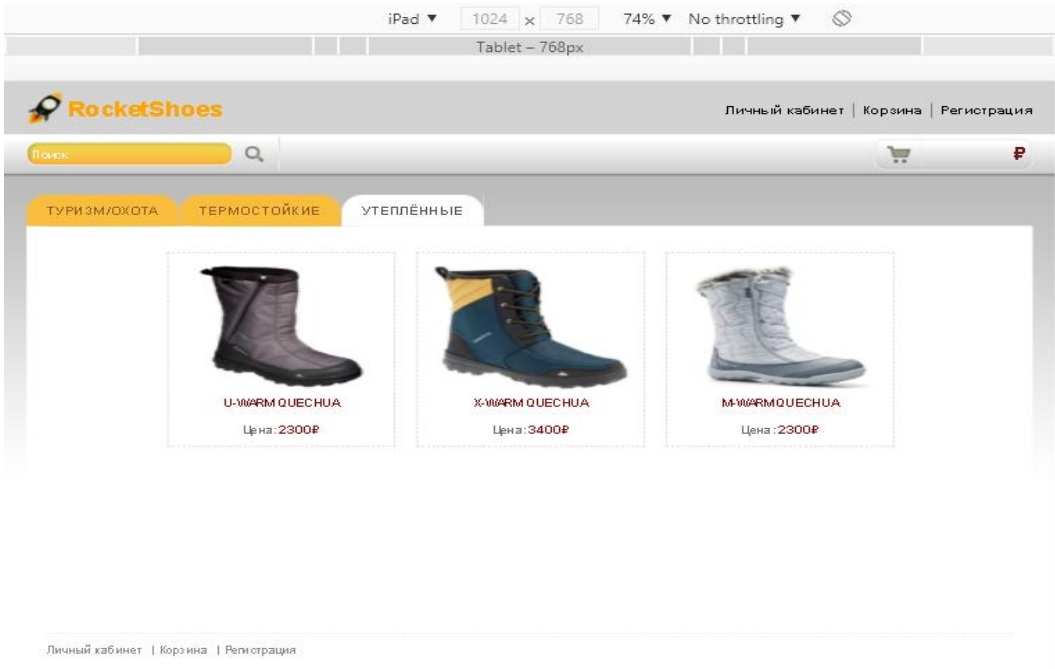 iPad ▼ 1024 × 768 74% ▼ No throttling ▼
Tablet – 768px
RocketShoes
Личный кабинет | Корзина | Регистрация
Поиск
₽
ТУРИЗМ/ОХОТА ТЕРМОСТОЙКИЕ УТЕПЛЁННЫЕ
U-WARM QUECHUA X-WARM QUECHUA M-WARM QUECHUA
Цена: 2300₽ Цена: 3400₽ Цена: 2300₽
Личный кабинет | Корзина | Регистрация